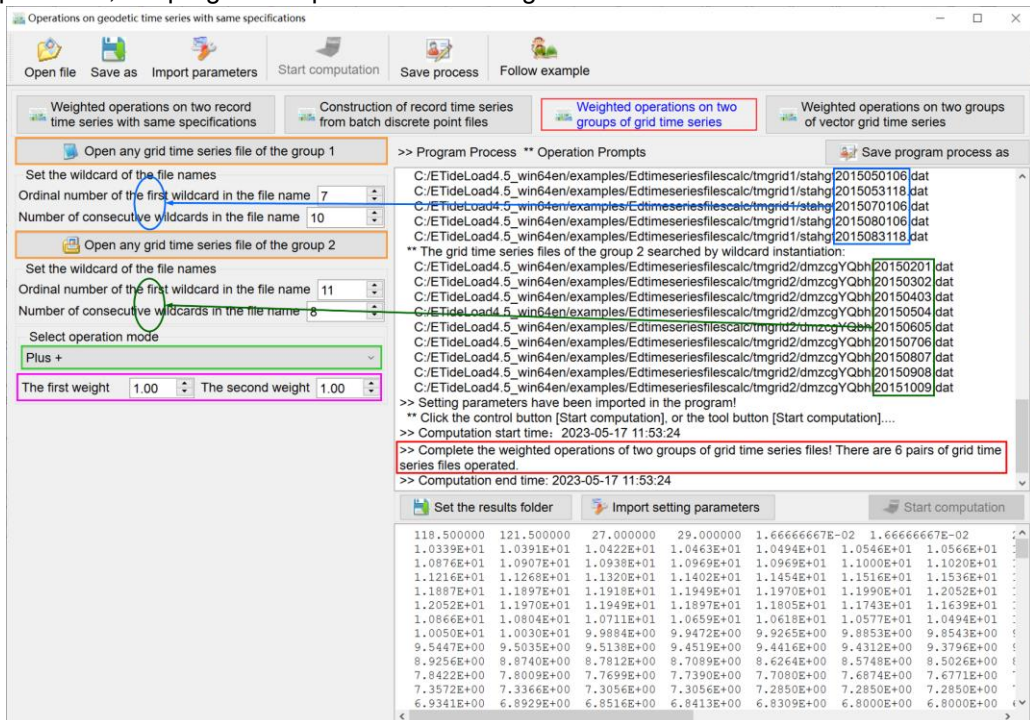 Operations on geodetic time series with same specifications
Open file Save as Import parameters Start computation Save process Follow example
Weighted operations on two record time series with same specifications
Construction of record time series from batch discrete point files
Weighted operations on two groups of grid time series
Weighted operations on two groups of vector grid time series
Open any grid time series file of the group 1
Set the wildcard of the file names
Ordinal number of the first wildcard in the file name 7
Number of consecutive wildcards in the file name 10
Open any grid time series file of the group 2
Set the wildcard of the file names
Ordinal number of the first wildcard in the file name 11
Number of consecutive wildcards in the file name 8
Select operation mode
Plus +
The first weight 1.00 The second weight 1.00
>> Program Process ** Operation Prompts
Save program process as
C:/ETideLoad4.5_win64en/examples/Edtimeseriesfilescalc/tmgrid1/stahgt2015050106.dat
C:/ETideLoad4.5_win64en/examples/Edtimeseriesfilescalc/tmgrid1/stahgt2015053118.dat
C:/ETideLoad4.5_win64en/examples/Edtimeseriesfilescalc/tmgrid1/stahgt2015070106.dat
C:/ETideLoad4.5_win64en/examples/Edtimeseriesfilescalc/tmgrid1/stahgt2015080106.dat
C:/ETideLoad4.5_win64en/examples/Edtimeseriesfilescalc/tmgrid1/stahgt2015083118.dat
** The grid time series files of the group 2 searched by wildcard instantiation:
C:/ETideLoad4.5_win64en/examples/Edtimeseriesfilescalc/tmgrid2/dmzcgYQbhl20150201.dat
C:/ETideLoad4.5_win64en/examples/Edtimeseriesfilescalc/tmgrid2/dmzcgYQbhl20150302.dat
C:/ETideLoad4.5_win64en/examples/Edtimeseriesfilescalc/tmgrid2/dmzcgYQbhl20150403.dat
C:/ETideLoad4.5_win64en/examples/Edtimeseriesfilescalc/tmgrid2/dmzcgYQbhl20150504.dat
C:/ETideLoad4.5_win64en/examples/Edtimeseriesfilescalc/tmgrid2/dmzcgYQbhl20150605.dat
C:/ETideLoad4.5_win64en/examples/Edtimeseriesfilescalc/tmgrid2/dmzcgYQbhl20150706.dat
C:/ETideLoad4.5_win64en/examples/Edtimeseriesfilescalc/tmgrid2/dmzcgYQbhl20150807.dat
C:/ETideLoad4.5_win64en/examples/Edtimeseriesfilescalc/tmgrid2/dmzcgYQbhl20150908.dat
C:/ETideLoad4.5_win64en/examples/Edtimeseriesfilescalc/tmgrid2/dmzcgYQbhl20151009.dat
>> Setting parameters have been imported in the program!
** Click the control button [Start computation], or the tool button [Start computation]....
>> Computation start time: 2023-05-17 11:53:24
>> Complete the weighted operations of two groups of grid time series files! There are 6 pairs of grid time
series files operated.
>> Computation end time: 2023-05-17 11:53:24
Set the results folder Import setting parameters Start computation
118.500000 121.500000 27.000000 29.000000 1.66666667E-02 1.66666667E-02
1.0339E+01 1.0391E+01 1.0422E+01 1.0463E+01 1.0494E+01 1.0546E+01 1.0566E+01
1.0876E+01 1.0907E+01 1.0938E+01 1.0969E+01 1.0969E+01 1.1000E+01 1.1020E+01
1.1216E+01 1.1268E+01 1.1320E+01 1.1402E+01 1.1454E+01 1.1516E+01 1.1536E+01
1.1887E+01 1.1897E+01 1.1918E+01 1.1949E+01 1.1970E+01 1.1990E+01 1.2052E+01
1.2052E+01 1.1970E+01 1.1949E+01 1.1897E+01 1.1805E+01 1.1743E+01 1.1639E+01
1.0866E+01 1.0804E+01 1.0711E+01 1.0659E+01 1.0618E+01 1.0577E+01 1.0494E+01
1.0050E+01 1.0030E+01 9.9884E+00 9.9472E+00 9.9265E+00 9.8853E+00 9.8543E+00
9.5447E+00 9.5035E+00 9.5138E+00 9.4519E+00 9.4416E+00 9.4312E+00 9.3796E+00
8.9256E+00 8.8740E+00 8.7812E+00 8.7089E+00 8.6264E+00 8.5748E+00 8.5026E+00
7.8422E+00 7.8009E+00 7.7699E+00 7.7390E+00 7.7080E+00 7.6874E+00 7.6771E+00
7.3572E+00 7.3366E+00 7.3056E+00 7.3056E+00 7.2850E+00 7.2850E+00 7.2850E+00
6.9341E+00 6.8929E+00 6.8516E+00 6.8413E+00 6.8309E+00 6.8000E+00 6.8000E+00